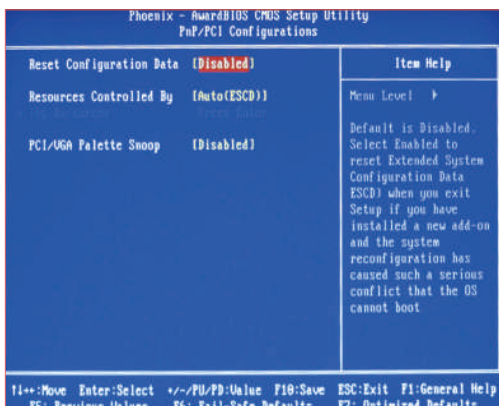 Phoenix - AwardBIOS CMOS Setup Utility
PnP/PCI Configurations
Reset Configuration Data [Disabled]
Resources Controlled By [Auto(ESCD)]
PCI/VGA Palette Snoop [Disabled]
Item Help
Menu Level
Default is Disabled.
Select Enabled to
reset Extended System
Configuration Data
ESCD) when you exit
Setup if you have
installed a new add-on
and the system
reconfiguration has
caused such a serious
conflict that the OS
cannot boot
:Move Enter:Select +/-/PU/PD:Value F10:Save ESC:Exit F1:General Help
F5: Previous Values F6: Fail-Safe Defaults F7: Optimized Defaults